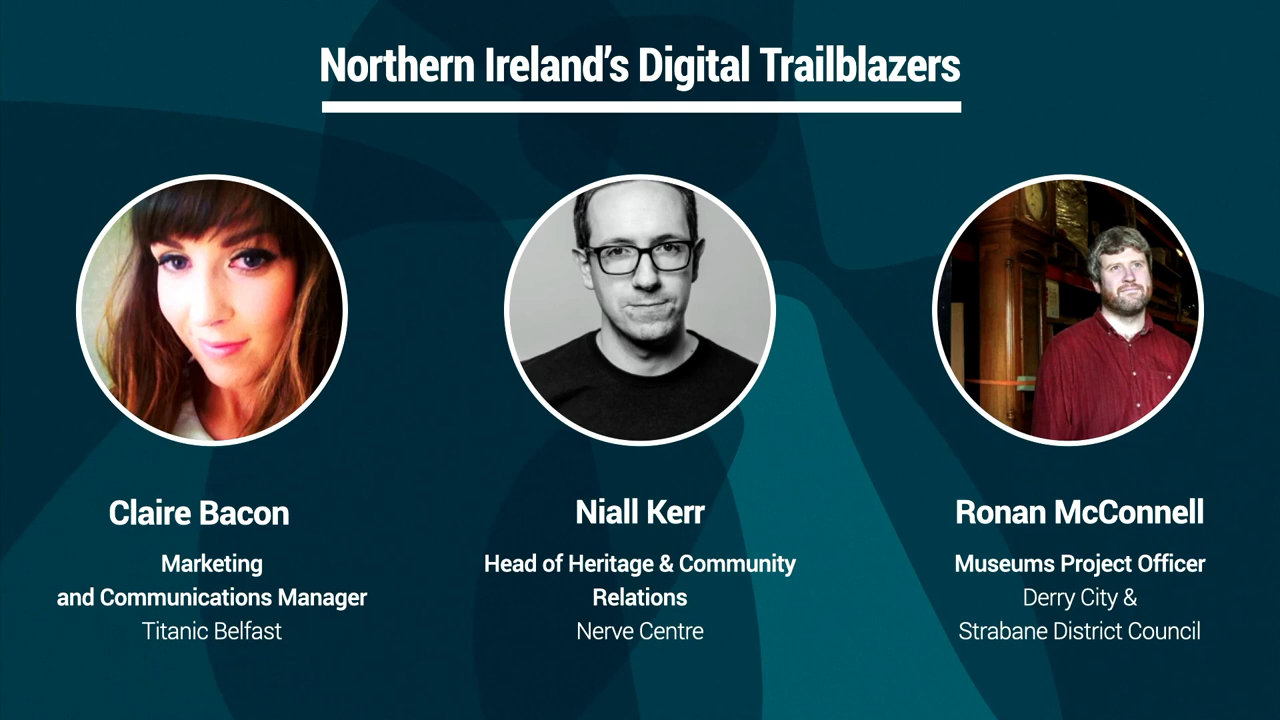 Northern Ireland’s Digital Trailblazers
Claire Bacon
Marketing
and Communications Manager
Titanic Belfast
Niall Kerr
Head of Heritage & Community
Relations
Nerve Centre
Ronan McConnell
Museums Project Officer
Derry City &
Strabane District Council